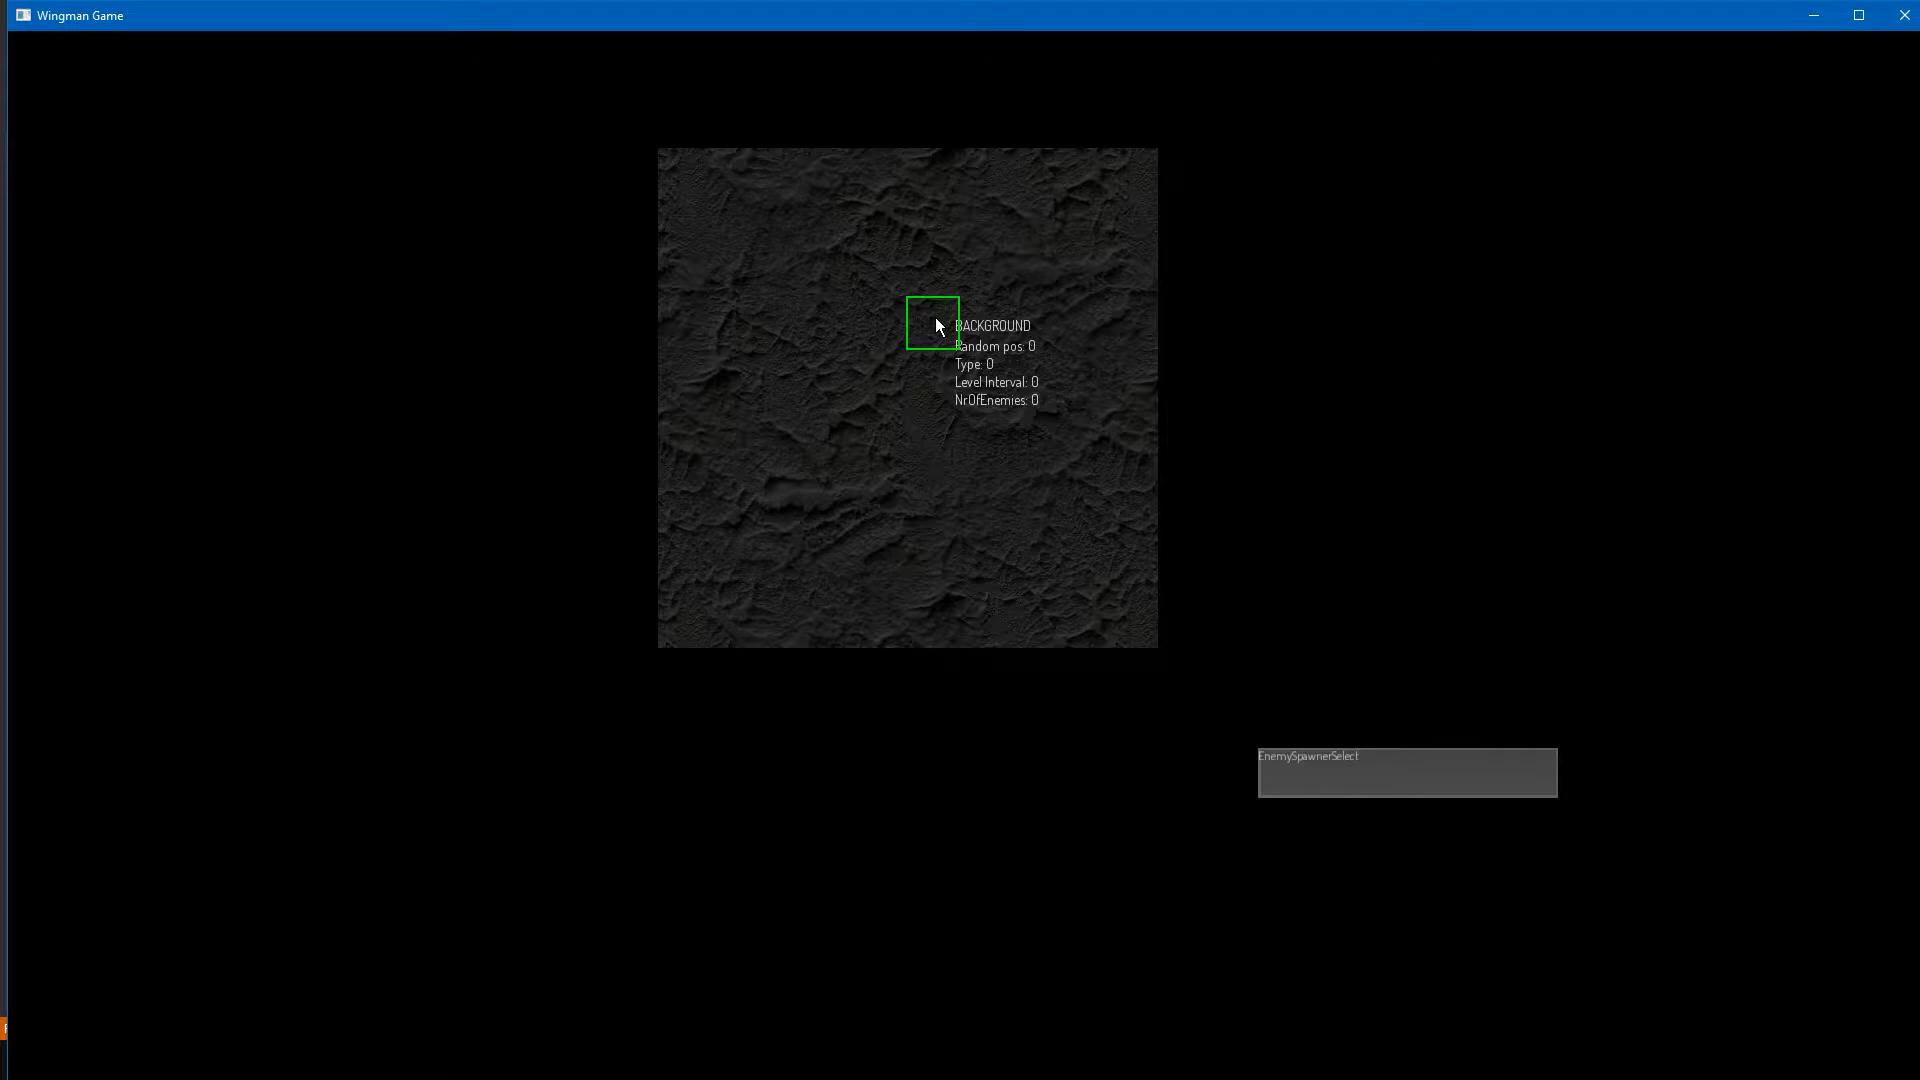 Wingman Game
BACKGROUND
Random pos: 0
Type: 0
Level Interval: 0
NrOfEnemies: 0
EnemySpawnerSelect